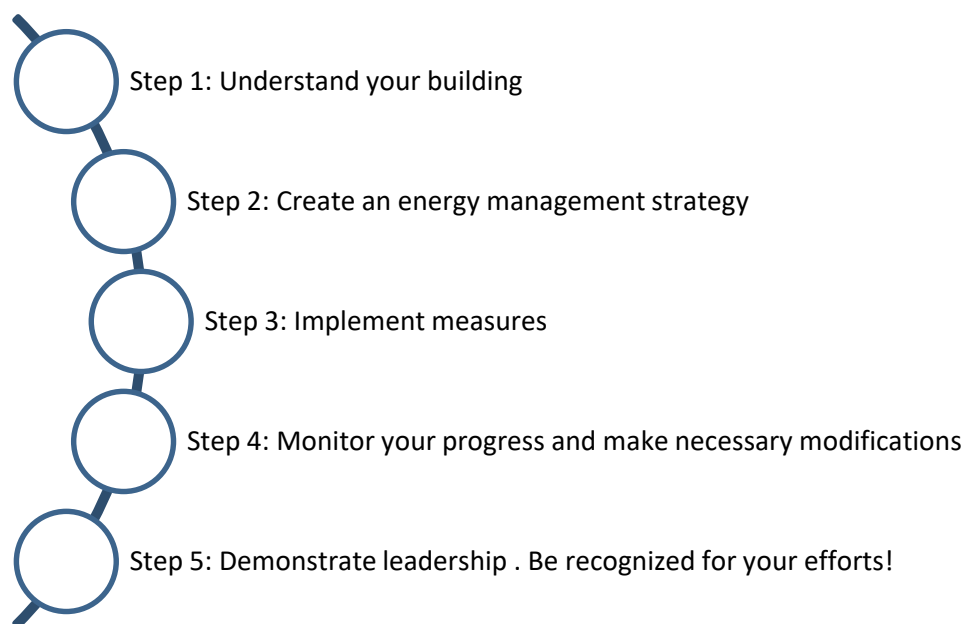 Step 1: Understand your building
Step 2: Create an energy management strategy
Step 3: Implement measures
Step 4: Monitor your progress and make necessary modifications
Step 5: Demonstrate leadership . Be recognized for your efforts!